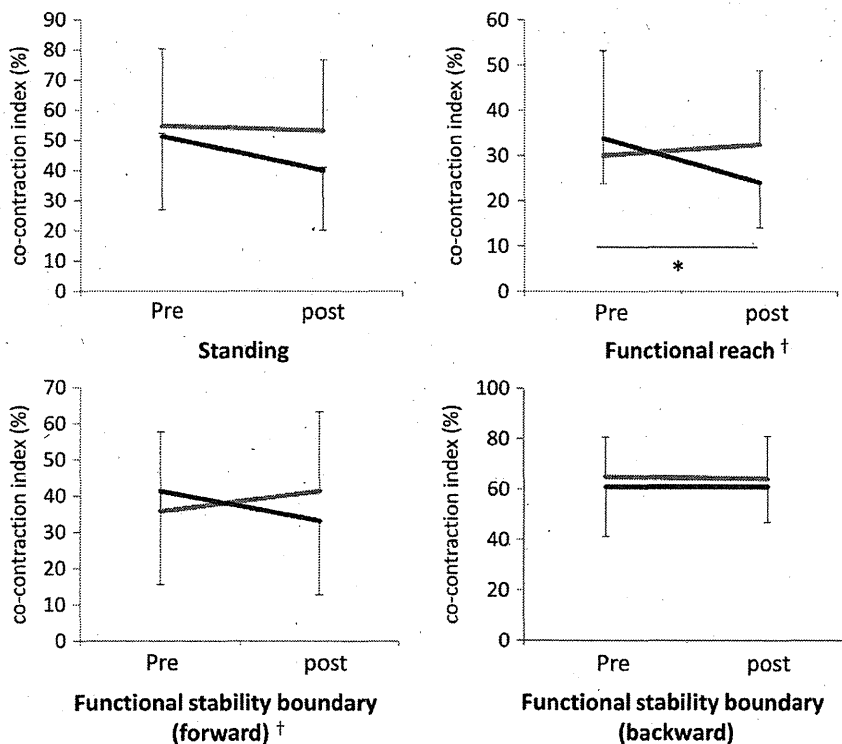 co-contraction index (%)
90
80
70
60
50
40
30
20
10
0
Pre
post
Standing
co-contraction index (%)
60
50
40
30
20
10
0
*
Pre
post
Functional reach †
co-contraction index (%)
70
60
50
40
30
20
10
0
Pre
post
Functional stability boundary
(forward) †
co-contraction index (%)
100
80
60
40
20
0
Pre
post
Functional stability boundary
(backward)